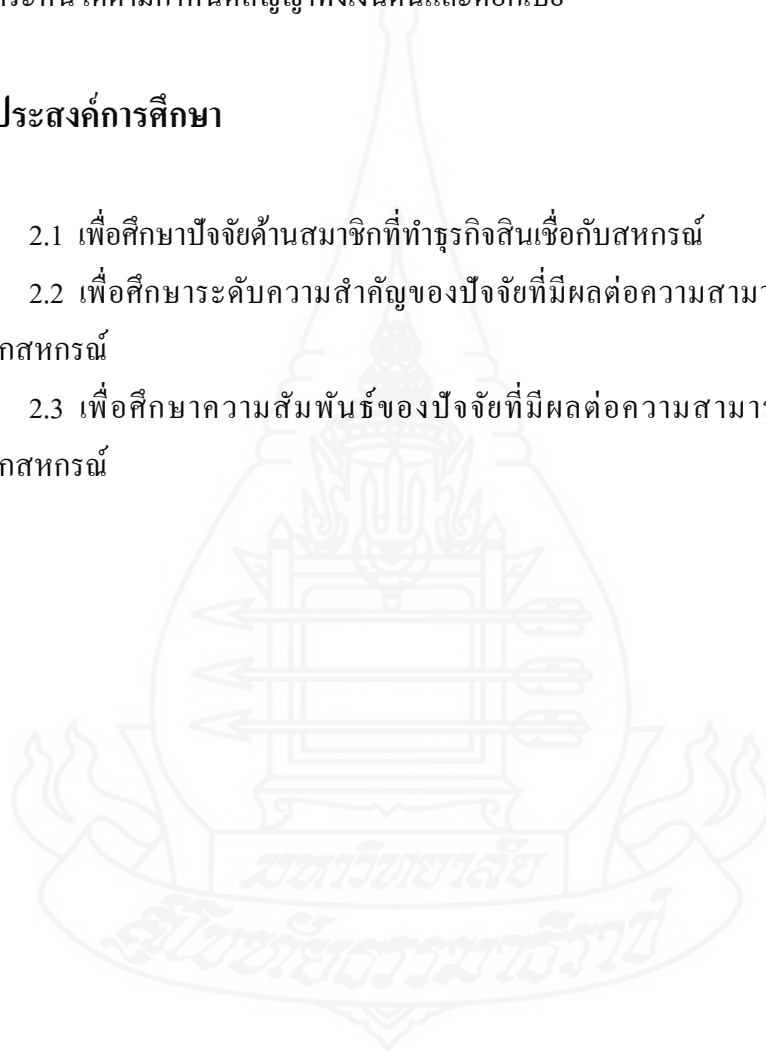 ประสงค์การศึกษา
2.1 เพื่อศึกษาปัจจัยด้านสมาชิกที่ทำธุรกิจสินเชื่อกับสหกรณ์
2.2 เพื่อศึกษาระดับความสำคัญของปัจจัยที่มีผลต่อความสามา
กสหกรณ์
2.3 เพื่อศึกษาความสัมพันธ์ของปัจจัยที่มีผลต่อความสามาร
กสหกรณ์
มหาวิทยาลัย
สุโขทัยธรรมาธิราช